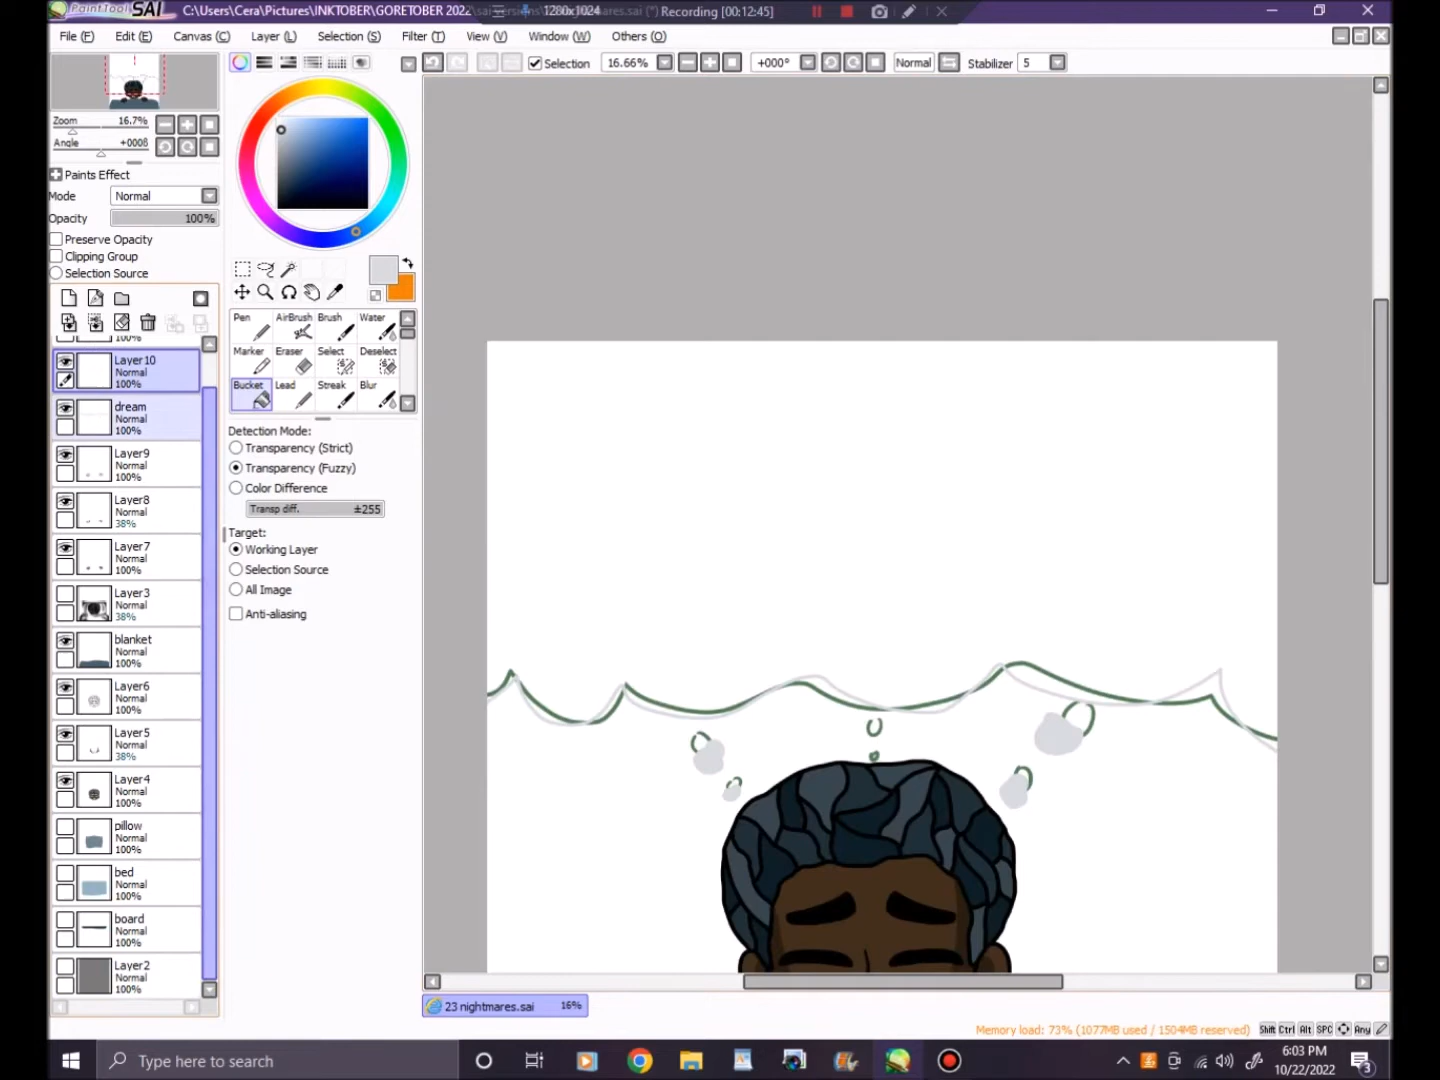 PaintTool SAI
C:\Users\Cera\Pictures\INKTOBER\GORETOBER 2022
1280x1024
Recording [00:12:45]
File (F) Edit (E) Canvas (C) Layer (L) Selection (S) Filter (T) View (V) Window (W) Others (O)
Selection 16.66% +000° Normal Stabilizer 5
Zoom 16.7%
Angle
Paints Effect
Mode Normal
Opacity 100%
Preserve Opacity
Clipping Group
Selection Source
100%
Layer10
Normal
100%
dream
Normal
100%
Layer9
Normal
100%
Layer8
Normal
38%
Layer7
Normal
100%
Layer3
Normal
38%
blanket
Normal
100%
Layer6
Normal
100%
Layer5
Normal
38%
Layer4
Normal
100%
pillow
Normal
100%
bed
Normal
100%
board
Normal
100%
Layer2
Normal
100%
Pen AirBrush Brush Water
Marker Eraser Select Deselect
Bucket Lead Streak Blur
Detection Mode:
Transparency (Strict)
Transparency (Fuzzy)
Color Difference
Transp diff. ±255
Target:
Working Layer
Selection Source
All Image
Anti-aliasing
23 nightmares.sai 16%
Memory load: 73% (1077MB used / 1504MB reserved) Shift Ctrl Alt SPC Any
Type here to search
6:03 PM
10/22/2022
3